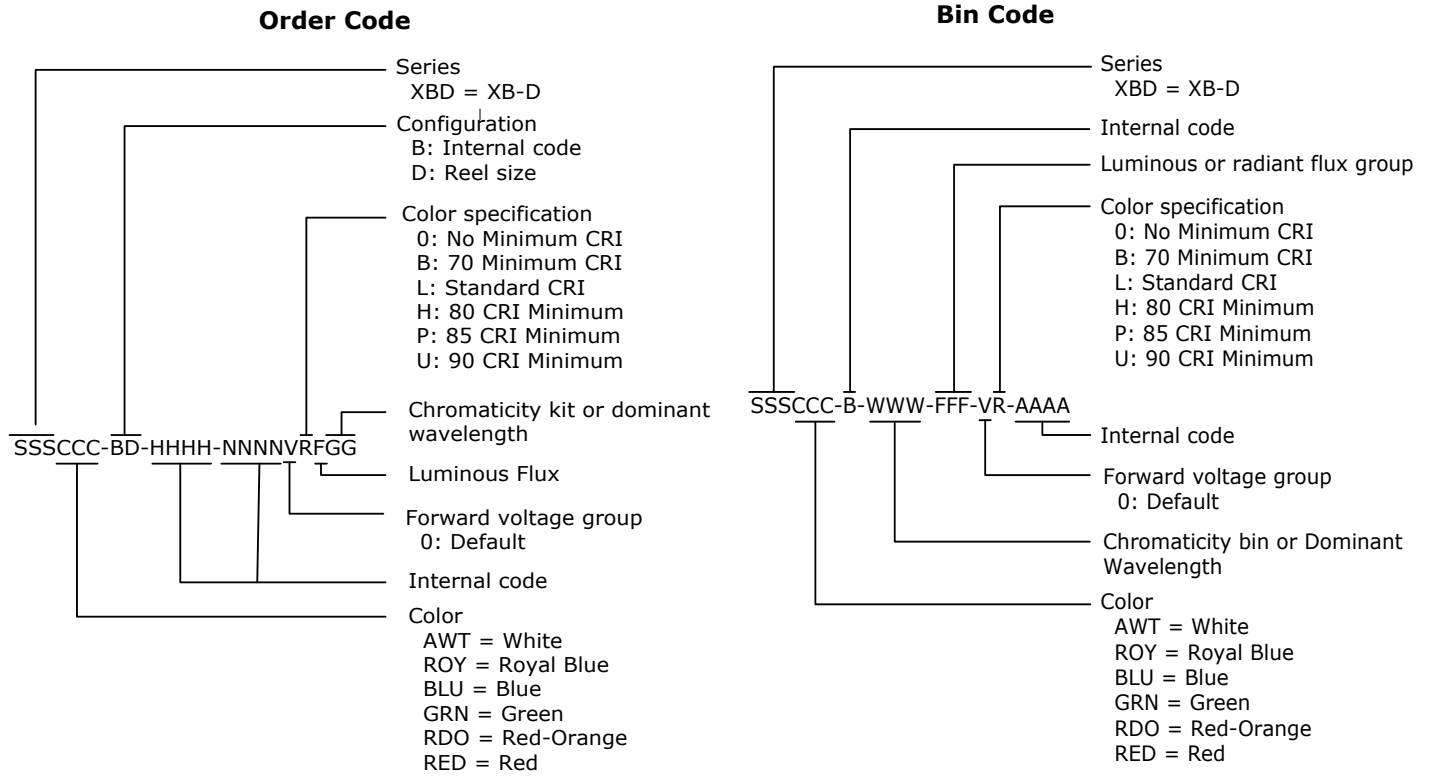 Order Code
Series
XBD = XB-D
Configuration
B: Internal code
D: Reel size
Color specification
0: No Minimum CRI
B: 70 Minimum CRI
L: Standard CRI
H: 80 CRI Minimum
P: 85 CRI Minimum
U: 90 CRI Minimum
Chromaticity kit or dominant
wavelength
SSSCCC-BD-HHHH-NNNNVRFGG
Luminous Flux
Forward voltage group
0: Default
Internal code
Color
AWT = White
ROY = Royal Blue
BLU = Blue
GRN = Green
RDO = Red-Orange
RED = Red
Bin Code
Series
XBD = XB-D
Internal code
Luminous or radiant flux group
Color specification
0: No Minimum CRI
B: 70 Minimum CRI
L: Standard CRI
H: 80 CRI Minimum
P: 85 CRI Minimum
U: 90 CRI Minimum
SSSCCC-B-WWW-FFF-VR-AAAA
Internal code
Forward voltage group
0: Default
Chromaticity bin or Dominant
Wavelength
Color
AWT = White
ROY = Royal Blue
BLU = Blue
GRN = Green
RDO = Red-Orange
RED = Red